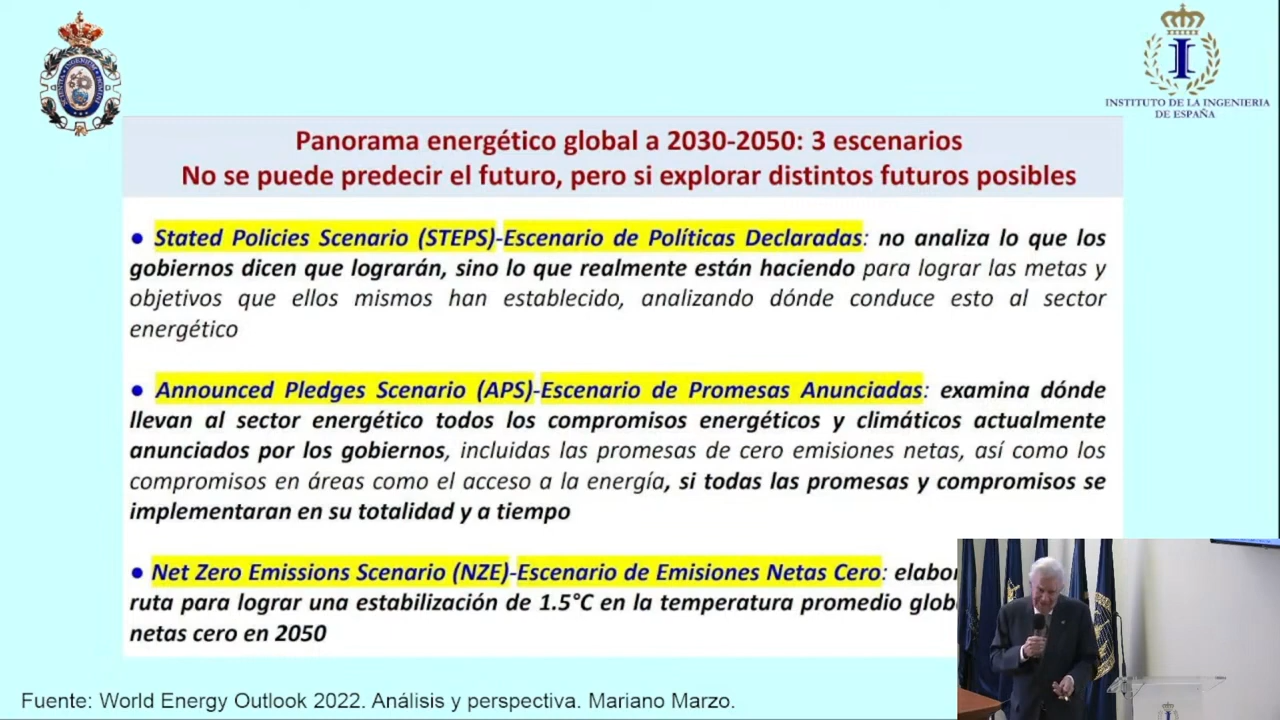 INSTITUTO DE LA INGENIERIA
DE ESPAÑA
Panorama energético global a 2030-2050: 3 escenarios
No se puede predecir el futuro, pero si explorar distintos futuros posibles
● Stated Policies Scenario (STEPS)-Escenario de Políticas Declaradas: no analiza lo que los
gobiernos dicen que lograrán, sino lo que realmente están haciendo para lograr las metas y
objetivos que ellos mismos han establecido, analizando dónde conduce esto al sector
energético
● Announced Pledges Scenario (APS)-Escenario de Promesas Anunciadas: examina dónde
llevan al sector energético todos los compromisos energéticos y climáticos actualmente
anunciados por los gobiernos, incluidas las promesas de cero emisiones netas, así como los
compromisos en áreas como el acceso a la energía, si todas las promesas y compromisos se
implementaran en su totalidad y a tiempo
● Net Zero Emissions Scenario (NZE)-Escenario de Emisiones Netas Cero: elabor
ruta para lograr una estabilización de 1.5°C en la temperatura promedio glob
netas cero en 2050
Fuente: World Energy Outlook 2022. Análisis y perspectiva. Mariano Marzo.